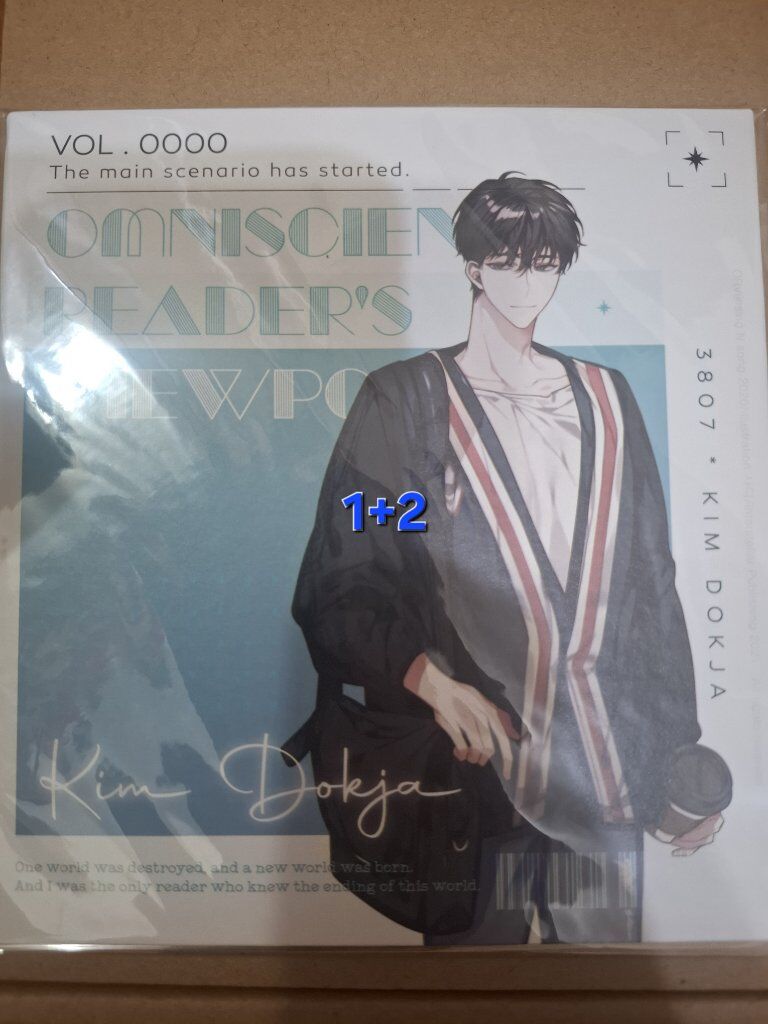 VOL . 0000
The main scenario has started.
OMNISCIEN
READER'S
IEWPO
1+2
3807 * KIM DOKJA
Kim Dokja
One world was destroyed, and a new world was born.
And I was the only reader who knew the ending of this world.